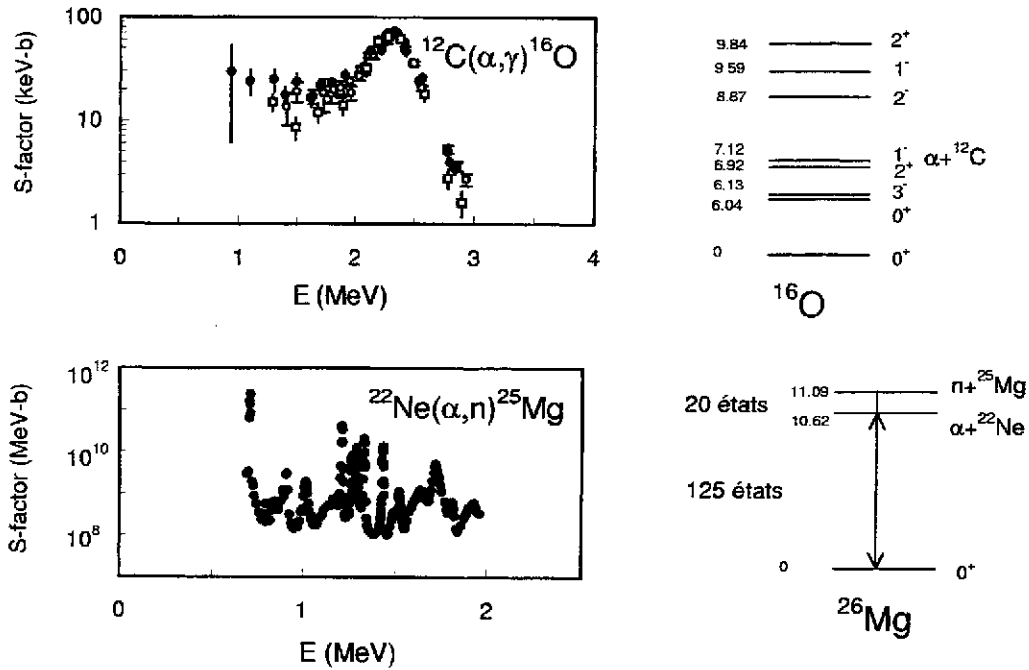 100
10
1
S-factor (keV-b)
¹²C(α,γ)¹⁶O
0 1 2 3 4
E (MeV)
9.84 2⁺
9.59 1⁻
8.87 2⁻
7.12 1⁻ α+¹²C
6.92 2⁺
6.13 3⁻
6.04 0⁺
0 0⁺
¹⁶O
10¹²
10¹⁰
10⁸
S-factor (MeV-b)
²²Ne(α,n)²⁵Mg
0 1 2
E (MeV)
20 états 11.09 n+²⁵Mg
10.62 α+²²Ne
125 états
0 0⁺
²⁶Mg